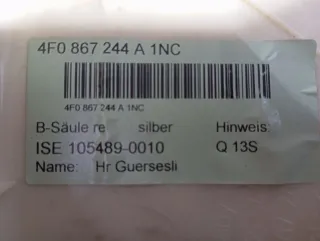 4F0 867 244 A 1NC
4F0 867 244 A 1NC
B-Säule re silber Hinweis:
ISE 105489-0010 Q 13S
Name: Hr Guersesli